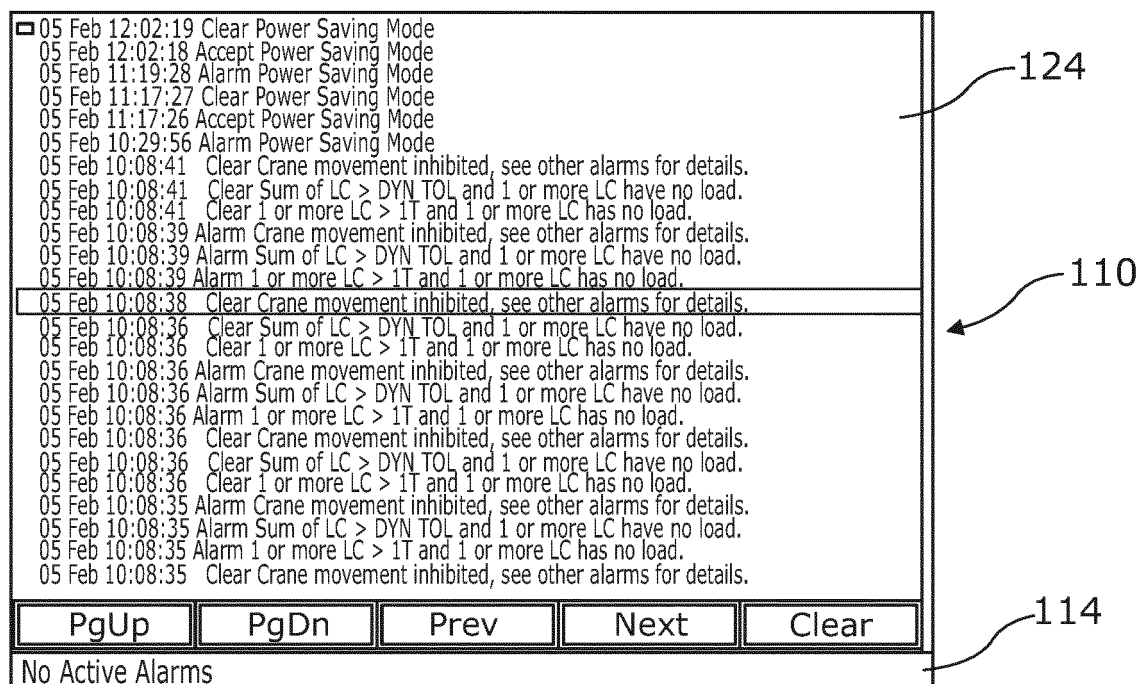 05 Feb 12:02:19 Clear Power Saving Mode
05 Feb 12:02:18 Accept Power Saving Mode
05 Feb 11:19:28 Alarm Power Saving Mode
05 Feb 11:17:27 Clear Power Saving Mode
05 Feb 11:17:26 Accept Power Saving Mode
05 Feb 10:29:56 Alarm Power Saving Mode
05 Feb 10:08:41 Clear Crane movement inhibited, see other alarms for details.
05 Feb 10:08:41 Clear Sum of LC > DYN TOL and 1 or more LC have no load.
05 Feb 10:08:41 Clear 1 or more LC > 1T and 1 or more LC has no load.
05 Feb 10:08:39 Alarm Crane movement inhibited, see other alarms for details.
05 Feb 10:08:39 Alarm Sum of LC > DYN TOL and 1 or more LC have no load.
05 Feb 10:08:39 Alarm 1 or more LC > 1T and 1 or more LC has no load.
05 Feb 10:08:38 Clear Crane movement inhibited, see other alarms for details.
05 Feb 10:08:36 Clear Sum of LC > DYN TOL and 1 or more LC have no load.
05 Feb 10:08:36 Clear 1 or more LC > 1T and 1 or more LC has no load.
05 Feb 10:08:36 Alarm Crane movement inhibited, see other alarms for details.
05 Feb 10:08:36 Alarm Sum of LC > DYN TOL and 1 or more LC have no load.
05 Feb 10:08:36 Alarm 1 or more LC > 1T and 1 or more LC has no load.
05 Feb 10:08:36 Clear Crane movement inhibited, see other alarms for details.
05 Feb 10:08:36 Clear Sum of LC > DYN TOL and 1 or more LC have no load.
05 Feb 10:08:36 Clear 1 or more LC > 1T and 1 or more LC has no load.
05 Feb 10:08:35 Alarm Crane movement inhibited, see other alarms for details.
05 Feb 10:08:35 Alarm Sum of LC > DYN TOL and 1 or more LC have no load.
05 Feb 10:08:35 Alarm 1 or more LC > 1T and 1 or more LC has no load.
05 Feb 10:08:35 Clear Crane movement inhibited, see other alarms for details.
PgUp PgDn Prev Next Clear
No Active Alarms
124
110
114